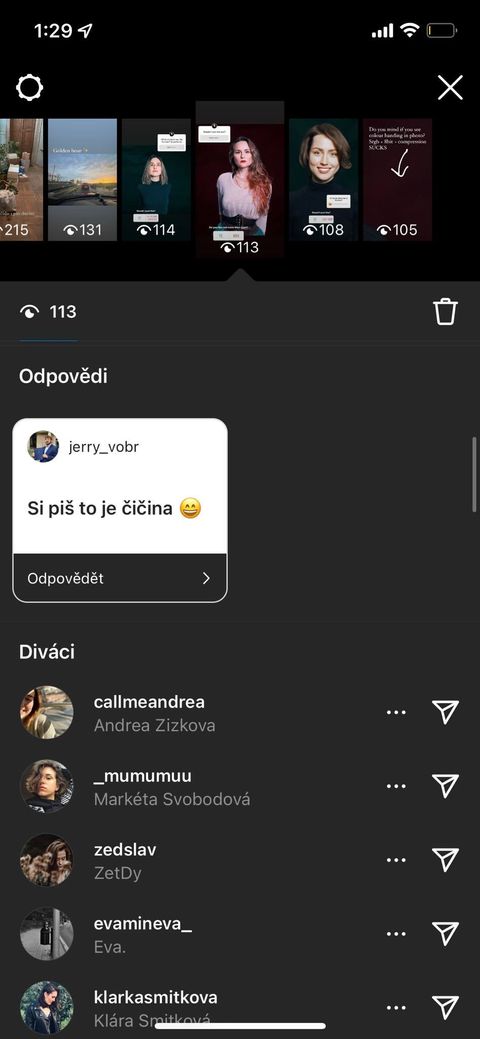 1:29
Golden hour
Do you mind if you see
colour banding in photo?
8bit + compression
SUCKS
215
131
114
113
108
105
113
Odpovědi
jerry_vobr
Si piš to je čičina 😄
Odpovědět
Diváci
callmeandrea
Andrea Zizkova
_mumumuu
Markéta Svobodová
zedslav
ZetDy
evamineva_
Eva.
klarkasmitkova
Klára Smitková